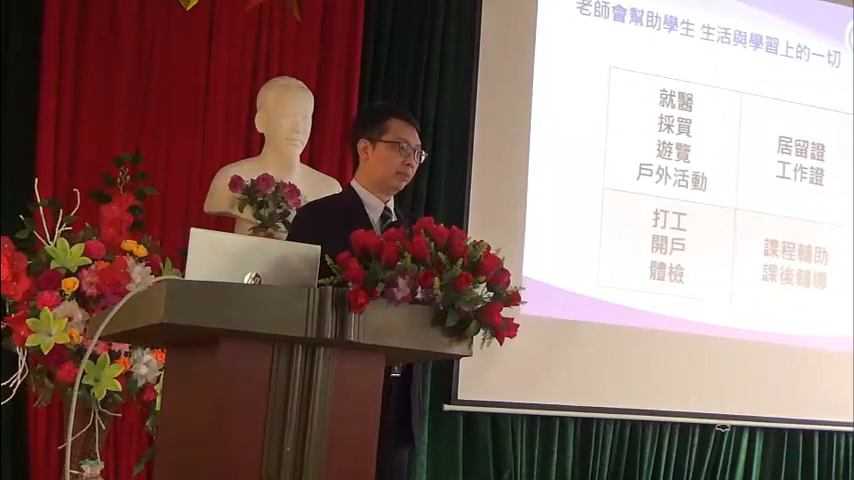 老師會幫助學生 生活與學習上的一切
就醫
採買
遊覽
戶外活動
居留證
工作證
打工
開戶
體檢
課程輔助
課後輔導